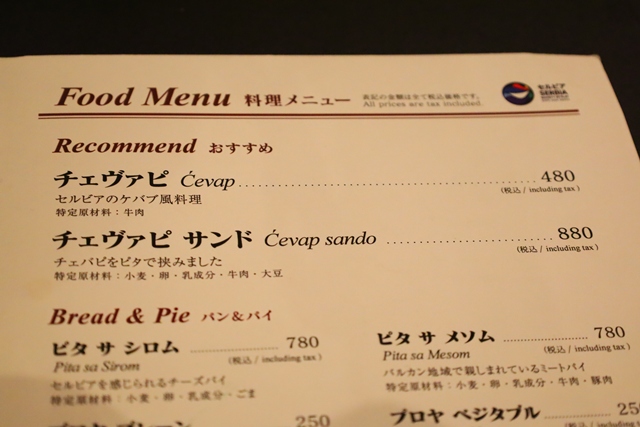 Food Menu 料理メニュー
表記の金額は全て税込価格です。
All prices are tax included.
セルビア
SERBIA
Recommend おすすめ
チェヴァピ Ćevap 480
(税込 / including tax)
セルビアのケバブ風料理
特定原材料：牛肉
チェヴァピ サンド Ćevap sando 880
(税込 / including tax)
チェバピをピタで挟みました
特定原材料：小麦・卵・乳成分・牛肉・大豆
Bread & Pie パン&パイ
ピタ サ シロム 780
Pita sa Sirom (税込 / including tax)
セルビアを感じられるチーズパイ
特定原材料：小麦・卵・乳成分・ごま
250
ピタ サ メソム 780
Pita sa Mesom (税込 / including tax)
バルカン地域で親しまれているミートパイ
特定原材料：小麦・卵・乳成分・牛肉・豚肉
プロヤ ベジタブル